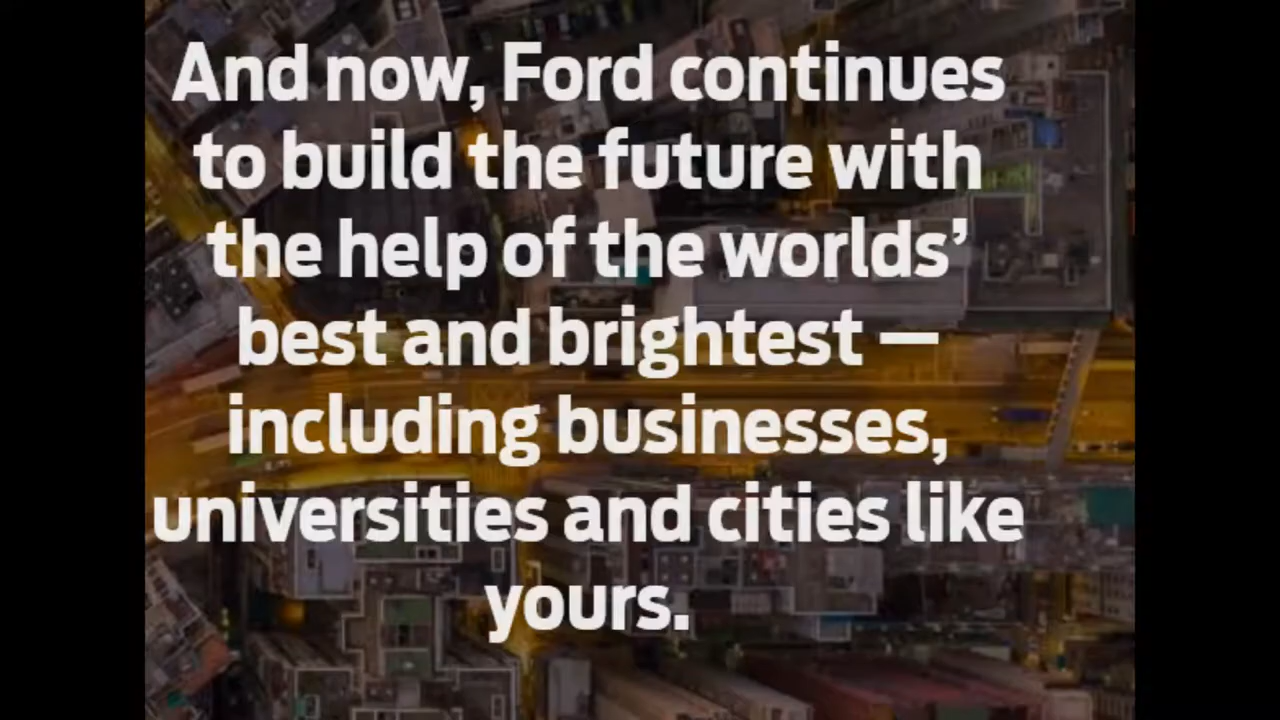 And now, Ford continues
to build the future with
the help of the worlds’
best and brightest —
including businesses,
universities and cities like
yours.